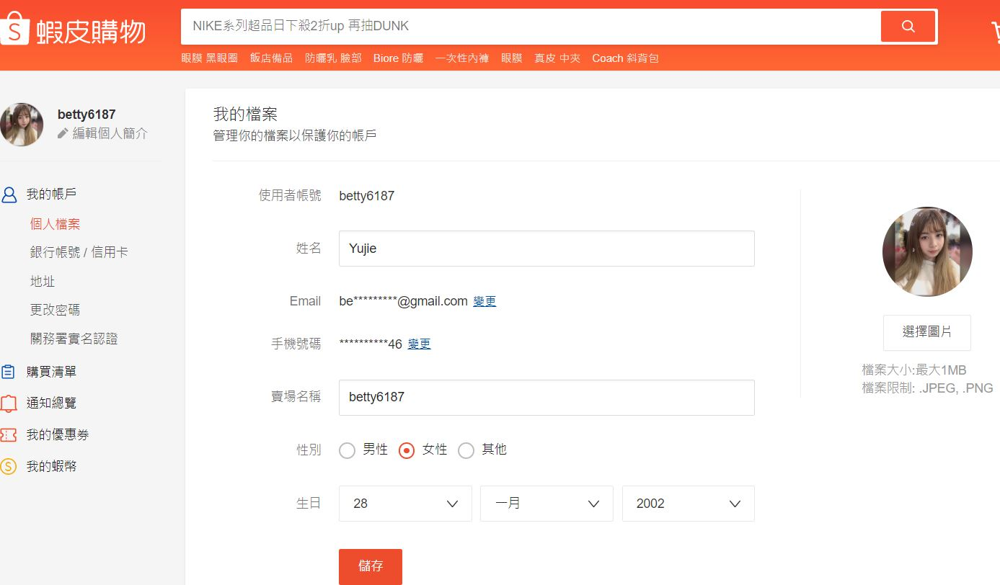 蝦皮購物
NIKE系列超品日下殺2折up 再抽DUNK
眼膜 黑眼圈 飯店備品 防曬乳 臉部 Biore 防曬 一次性內褲 眼膜 真皮 中夾 Coach 斜背包
betty6187
編輯個人簡介
我的帳戶
個人檔案
銀行帳號 / 信用卡
地址
更改密碼
關務署實名認證
購買清單
通知總覽
我的優惠券
我的蝦幣
我的檔案
管理你的檔案以保護你的帳戶
使用者帳號 betty6187
姓名 Yujie
Email be*********@gmail.com 變更
手機號碼 **********46 變更
賣場名稱 betty6187
性別 男性 女性 其他
生日 28 一月 2002
儲存
選擇圖片
檔案大小:最大1MB
檔案限制: .JPEG, .PNG